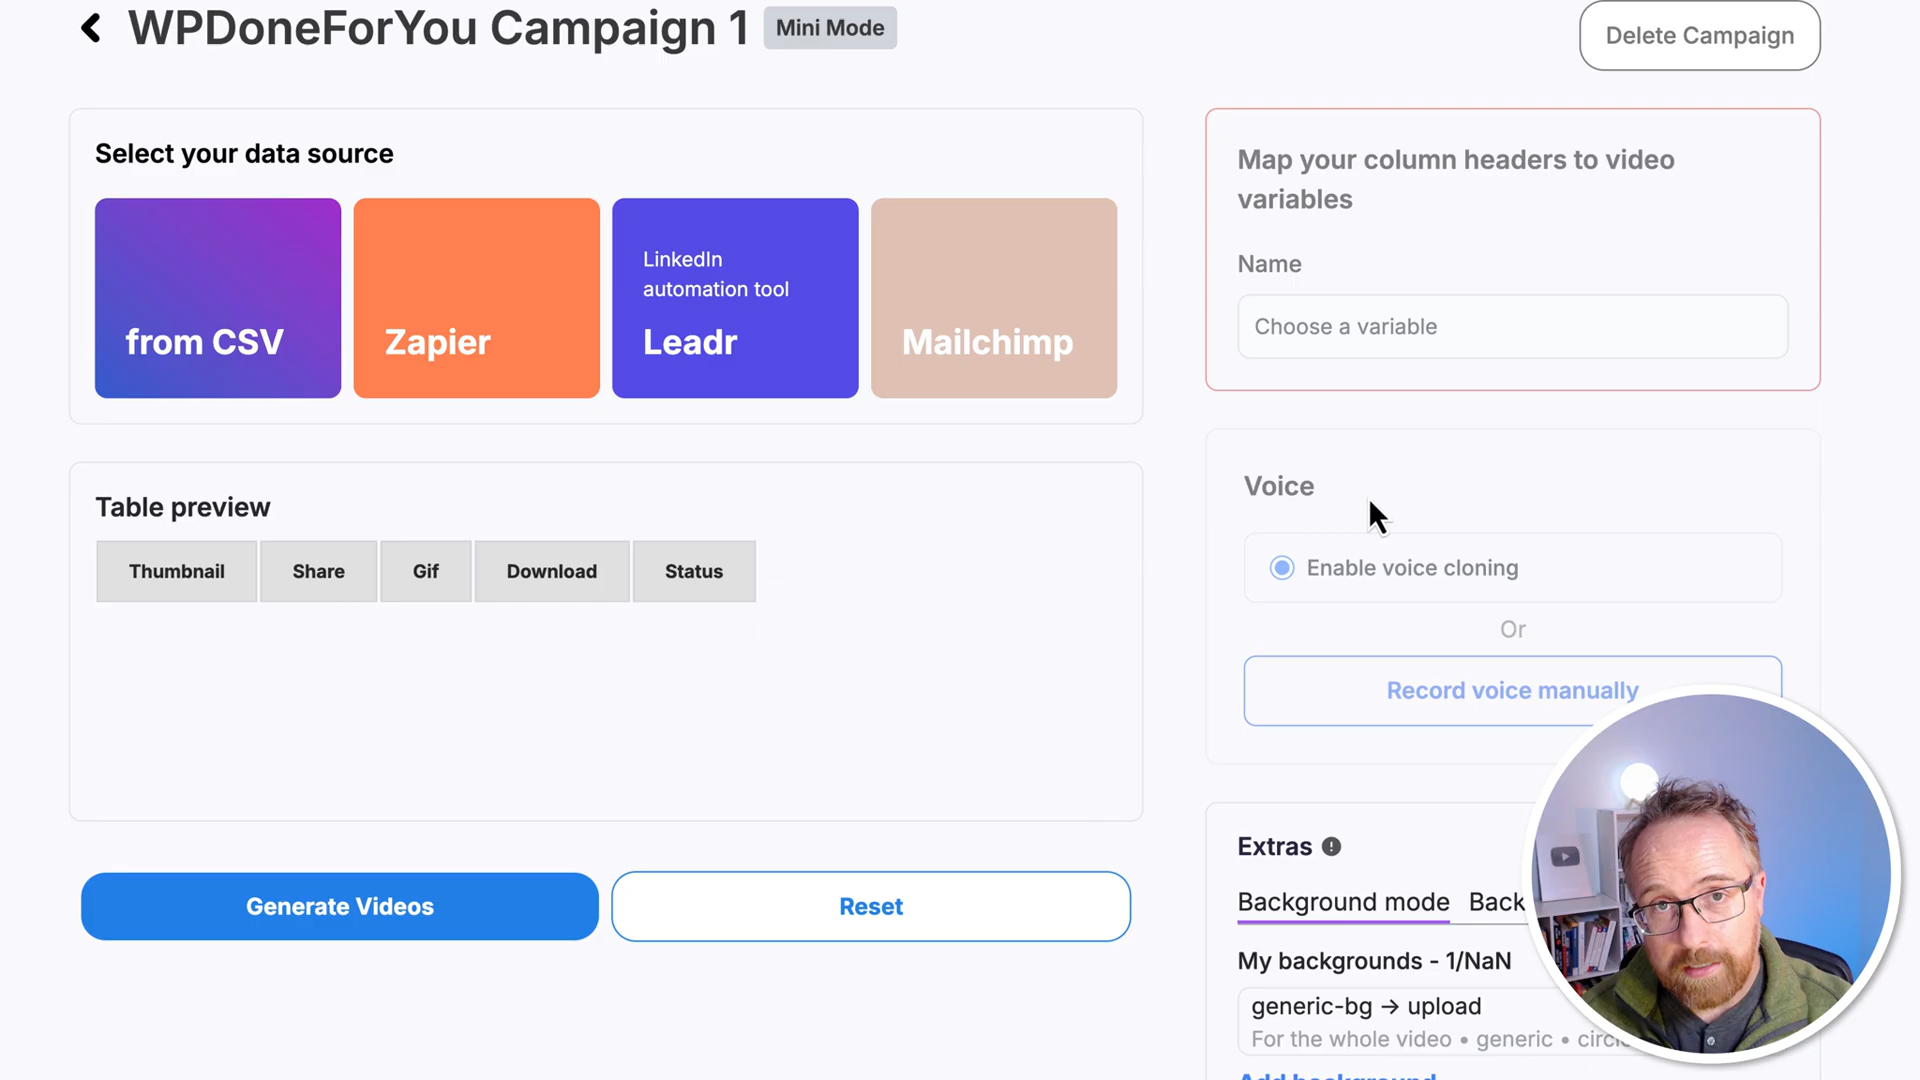 WPDoneForYou Campaign 1
Mini Mode
Delete Campaign
Select your data source
from CSV
Zapier
LinkedIn
automation tool
Leadr
Mailchimp
Map your column headers to video
variables
Name
Choose a variable
Table preview
Thumbnail
Share
Gif
Download
Status
Voice
Enable voice cloning
Or
Record voice manually
Generate Videos
Reset
Extras
Background mode
Back
My backgrounds - 1/NaN
generic-bg → upload
For the whole video • generic •
Add background